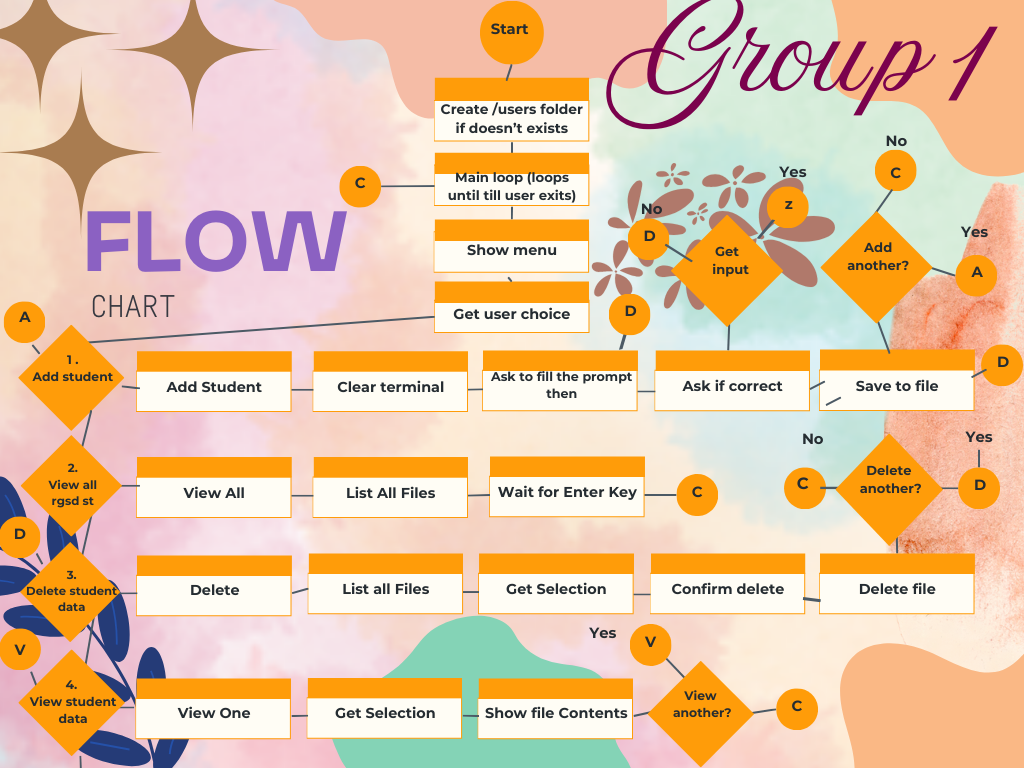 Start
Group 1
Create /users folder
if doesn't exists
No
C
Main loop (loops
until till user exits)
C
Yes
z
No
D
Get
input
Add
another?
Yes
A
FLOW
CHART
Show menu
Get user choice
D
A
1 .
Add student
Add Student
Clear terminal
Ask to fill the prompt
then
Ask if correct
Save to file
D
2.
View all
rgsd st
View All
List All Files
Wait for Enter Key
C
No
C
Delete
another?
Yes
D
D
3.
Delete student
data
Delete
List all Files
Get Selection
Confirm delete
Delete file
V
4.
View student
data
View One
Get Selection
Show file Contents
Yes
V
View
another?
C